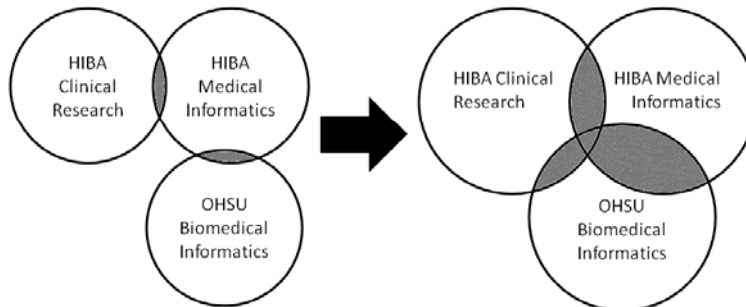 HIBA
Clinical
Research
HIBA
Medical
Informatics
OHSU
Biomedical
Informatics
HIBA Clinical
Research
HIBA Medical
Informatics
OHSU
Biomedical
Informatics